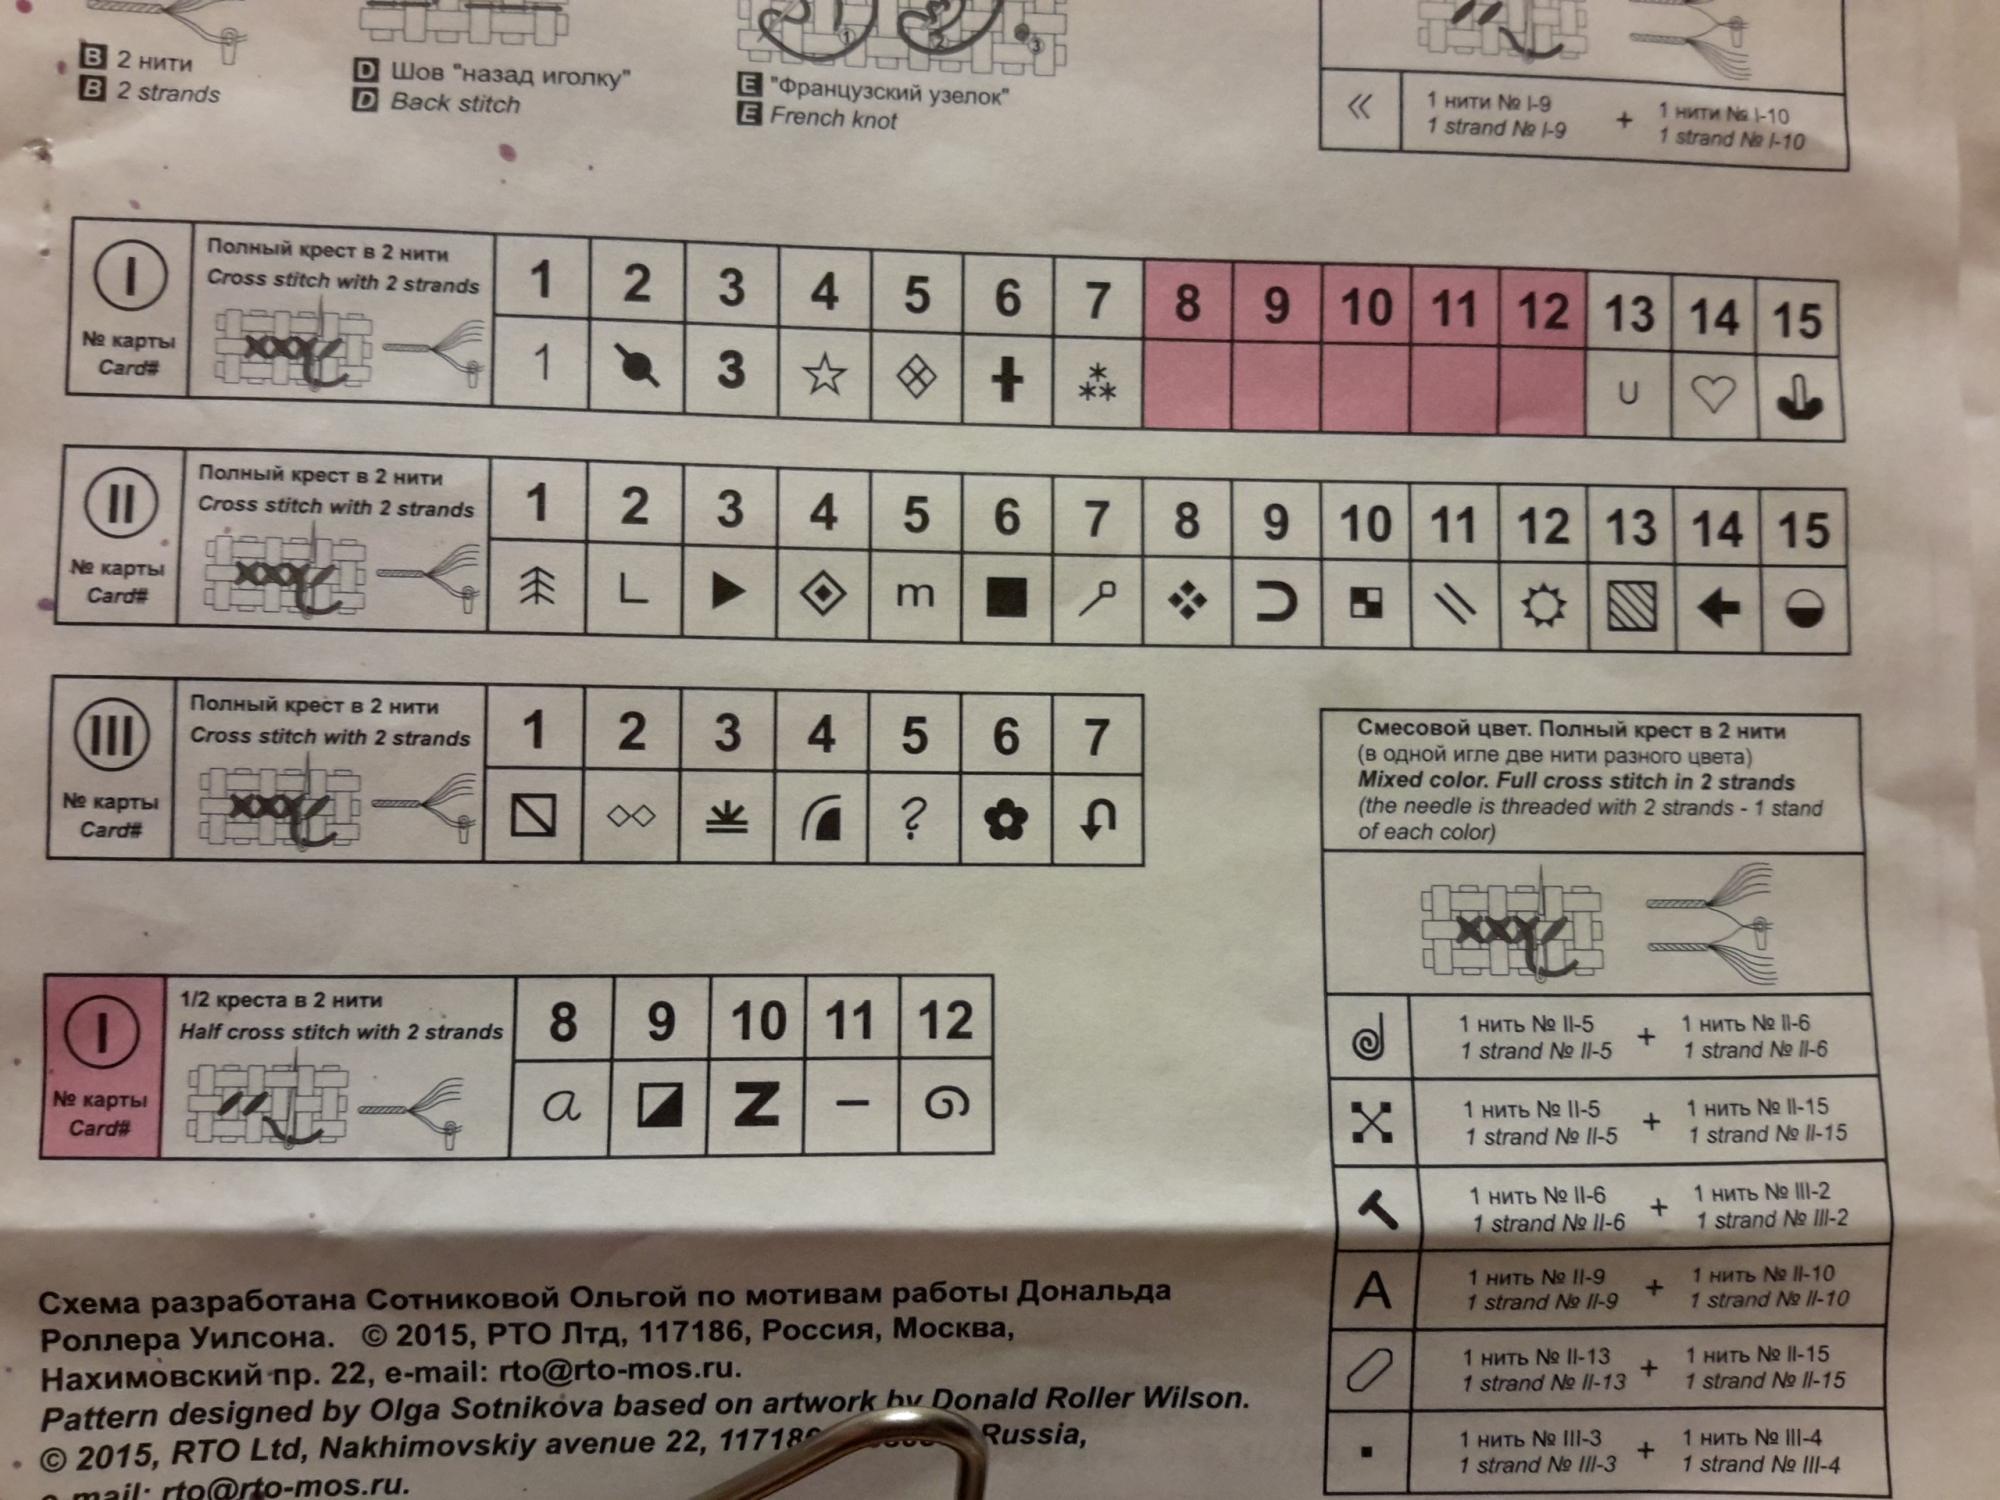 B 2 нити
B 2 strands
D Шов "назад иголку"
D Back stitch
1 2 3
E "Французский узелок"
E French knot
1 нити № I-9 + 1 нити № I-10
1 strand № I-9 1 strand № I-10
I
№ карты
Card#
Полный крест в 2 нити
Cross stitch with 2 strands
1 2 3 4 5 6 7 8 9 10 11 12 13 14 15
1 3
II
№ карты
Card#
Полный крест в 2 нити
Cross stitch with 2 strands
1 2 3 4 5 6 7 8 9 10 11 12 13 14 15
L m
III
№ карты
Card#
Полный крест в 2 нити
Cross stitch with 2 strands
1 2 3 4 5 6 7
?
I
№ карты
Card#
1/2 креста в 2 нити
Half cross stitch with 2 strands
8 9 10 11 12
a Z –
Смесовой цвет. Полный крест в 2 нити
(в одной игле две нити разного цвета)
Mixed color. Full cross stitch in 2 strands
(the needle is threaded with 2 strands - 1 stand
of each color)
1 нить № II-5 + 1 нить № II-6
1 strand № II-5 1 strand № II-6
1 нить № II-5 + 1 нить № II-15
1 strand № II-5 1 strand № II-15
1 нить № II-6 + 1 нить № III-2
1 strand № II-6 1 strand № III-2
A 1 нить № II-9 + 1 нить № II-10
1 strand № II-9 1 strand № II-10
1 нить № II-13 + 1 нить № II-15
1 strand № II-13 1 strand № II-15
1 нить № III-3 + 1 нить № III-4
1 strand № III-3 1 strand № III-4
Схема разработана Сотниковой Ольгой по мотивам работы Дональда
Роллера Уилсона. © 2015, РТО Лтд, 117186, Россия, Москва,
Нахимовский пр. 22, e-mail: rto@rto-mos.ru.
Pattern designed by Olga Sotnikova based on artwork by Donald Roller Wilson.
© 2015, RTO Ltd, Nakhimovskiy avenue 22, Russia,
e-mail: rto@rto-mos.ru.